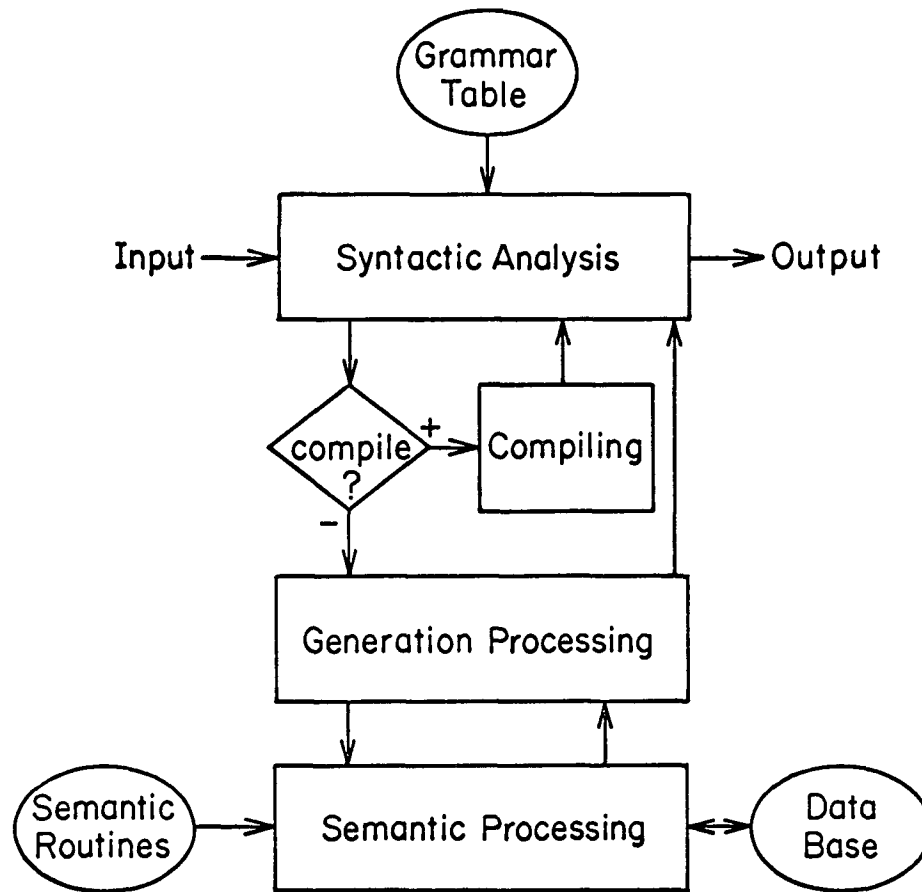 Grammar
Table
Input
Syntactic Analysis
Output
compile
?
+
Compiling
-
Generation Processing
Semantic
Routines
Semantic Processing
Data
Base